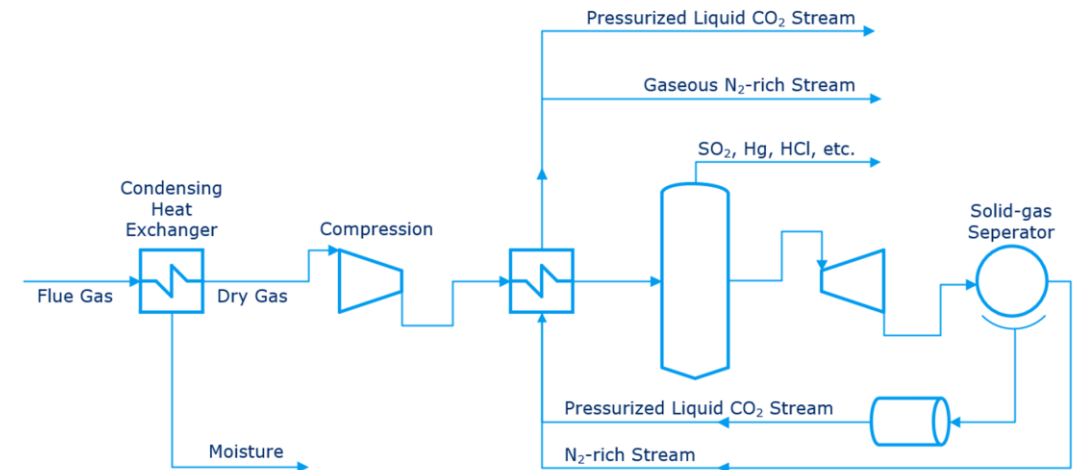 Pressurized Liquid CO₂ Stream
Gaseous N₂-rich Stream
SO₂, Hg, HCl, etc.
Condensing
Heat
Exchanger
Compression
Solid-gas
Seperator
Flue Gas
Dry Gas
Pressurized Liquid CO₂ Stream
Moisture
N₂-rich Stream